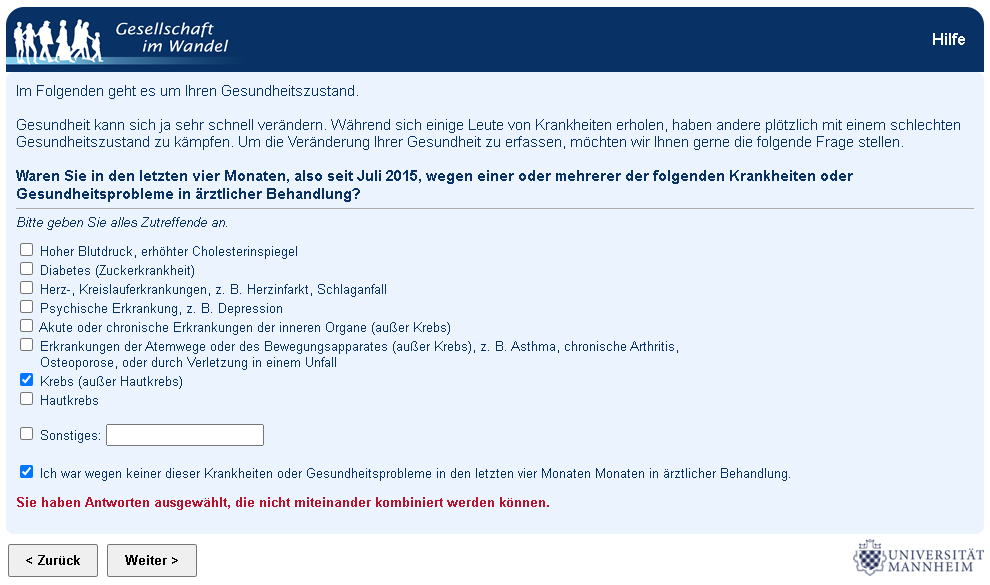 Gesellschaft
im Wandel
Hilfe
Im Folgenden geht es um Ihren Gesundheitszustand.
Gesundheit kann sich ja sehr schnell verändern. Während sich einige Leute von Krankheiten erholen, haben andere plötzlich mit einem schlechten
Gesundheitszustand zu kämpfen. Um die Veränderung Ihrer Gesundheit zu erfassen, möchten wir Ihnen gerne die folgende Frage stellen.
Waren Sie in den letzten vier Monaten, also seit Juli 2015, wegen einer oder mehrerer der folgenden Krankheiten oder
Gesundheitsprobleme in ärztlicher Behandlung?
Bitte geben Sie alles Zutreffende an.
Hoher Blutdruck, erhöhter Cholesterinspiegel
Diabetes (Zuckerkrankheit)
Herz-, Kreislauferkrankungen, z. B. Herzinfarkt, Schlaganfall
Psychische Erkrankung, z. B. Depression
Akute oder chronische Erkrankungen der inneren Organe (außer Krebs)
Erkrankungen der Atemwege oder des Bewegungsapparates (außer Krebs), z. B. Asthma, chronische Arthritis,
Osteoporose, oder durch Verletzung in einem Unfall
Krebs (außer Hautkrebs)
Hautkrebs
Sonstiges:
Ich war wegen keiner dieser Krankheiten oder Gesundheitsprobleme in den letzten vier Monaten Monaten in ärztlicher Behandlung.
Sie haben Antworten ausgewählt, die nicht miteinander kombiniert werden können.
< Zurück
Weiter >
UNIVERSITÄT
MANNHEIM